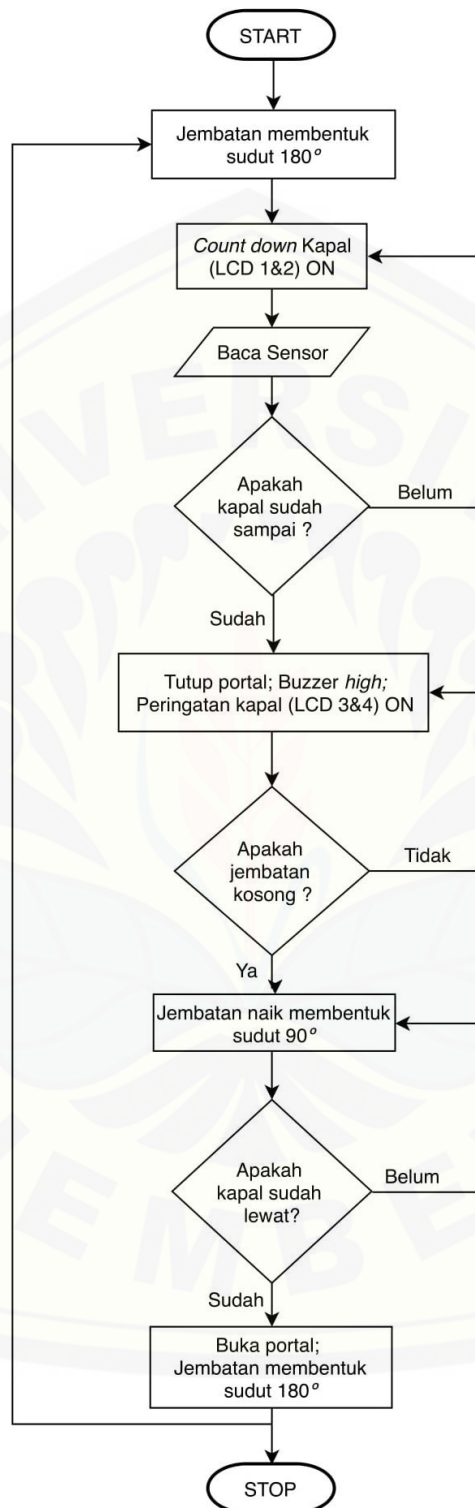 START
Jembatan membentuk
sudut 180°
Count down Kapal
(LCD 1&2) ON
Baca Sensor
Apakah
kapal sudah
sampai ?
Belum
Sudah
Tutup portal; Buzzer high;
Peringatan kapal (LCD 3&4) ON
Apakah
jembatan
kosong ?
Tidak
Ya
Jembatan naik membentuk
sudut 90°
Apakah
kapal sudah
lewat?
Belum
Sudah
Buka portal;
Jembatan membentuk
sudut 180°
STOP